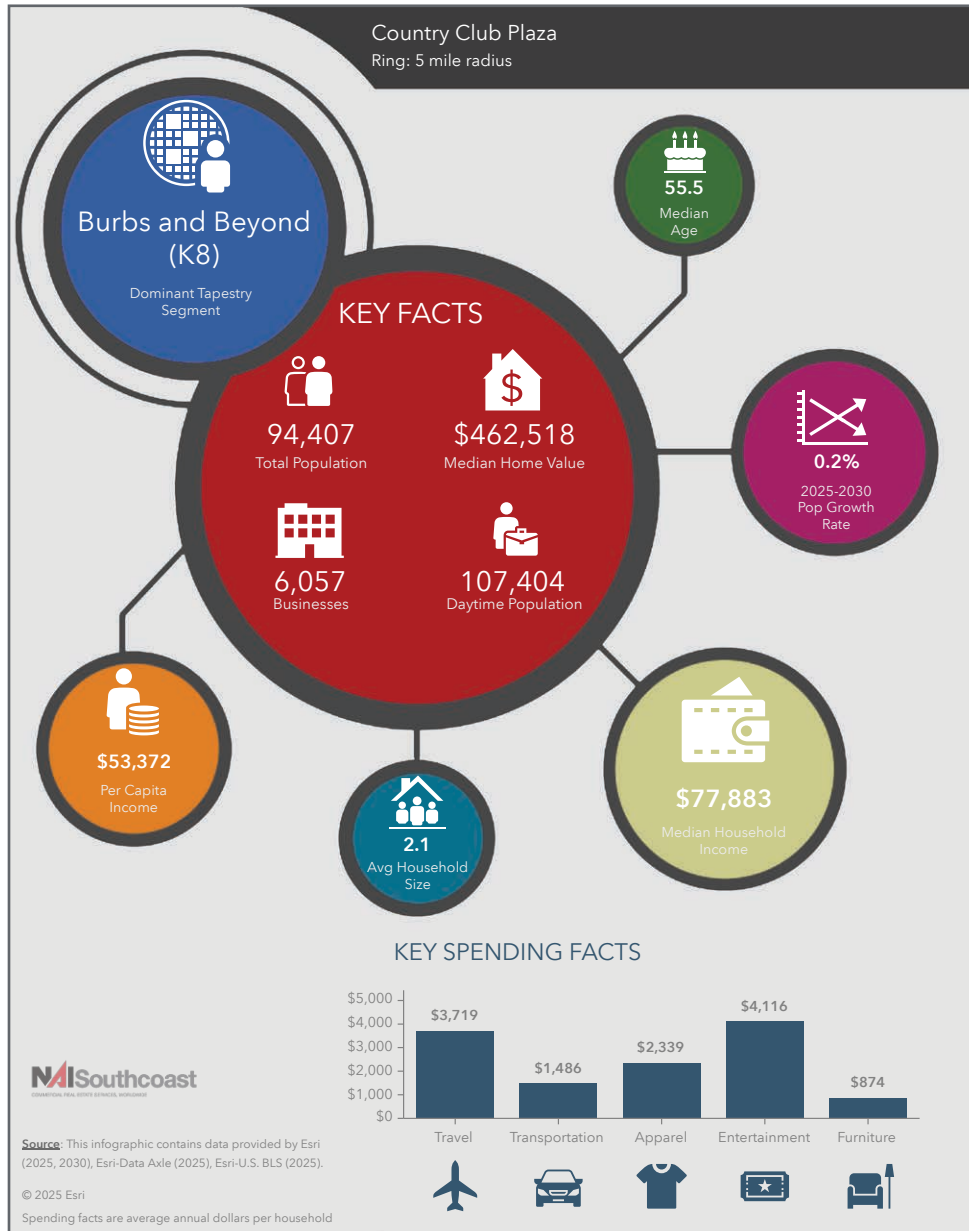 Country Club Plaza
Ring: 5 mile radius
Burbs and Beyond
(K8)
Dominant Tapestry
Segment
55.5
Median
Age
KEY FACTS
94,407
Total Population
$
$462,518
Median Home Value
6,057
Businesses
107,404
Daytime Population
0.2%
2025-2030
Pop Growth
Rate
$53,372
Per Capita
Income
2.1
Avg Household
Size
$77,883
Median Household
Income
KEY SPENDING FACTS
$5,000
$4,000
$3,000
$2,000
$1,000
$0
$3,719
$1,486
$2,339
$4,116
$874
Travel
Transportation
Apparel
Entertainment
Furniture
NAISouthcoast
COMMERCIAL REAL ESTATE SERVICES, WORLDWIDE
Source: This infographic contains data provided by Esri
(2025, 2030), Esri-Data Axle (2025), Esri-U.S. BLS (2025).
© 2025 Esri
Spending facts are average annual dollars per household